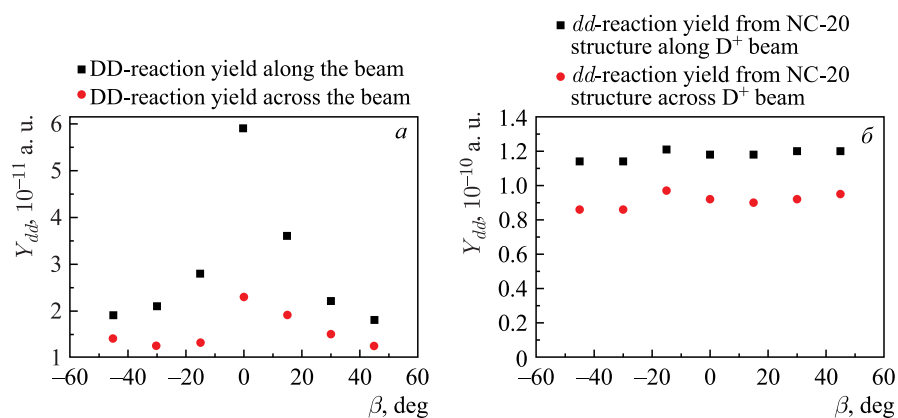 DD-reaction yield along the beam
DD-reaction yield across the beam
dd-reaction yield from NC-20
structure along D⁺ beam
dd-reaction yield from NC-20
structure across D⁺ beam
а
Y_dd, 10⁻¹¹ a. u.
6
5
4
3
2
1
−60 −40 −20 0 20 40 60
β, deg
б
Y_dd, 10⁻¹⁰ a. u.
1.4
1.2
1.0
0.8
0.6
0.4
0.2
0
−60 −40 −20 0 20 40 60
β, deg